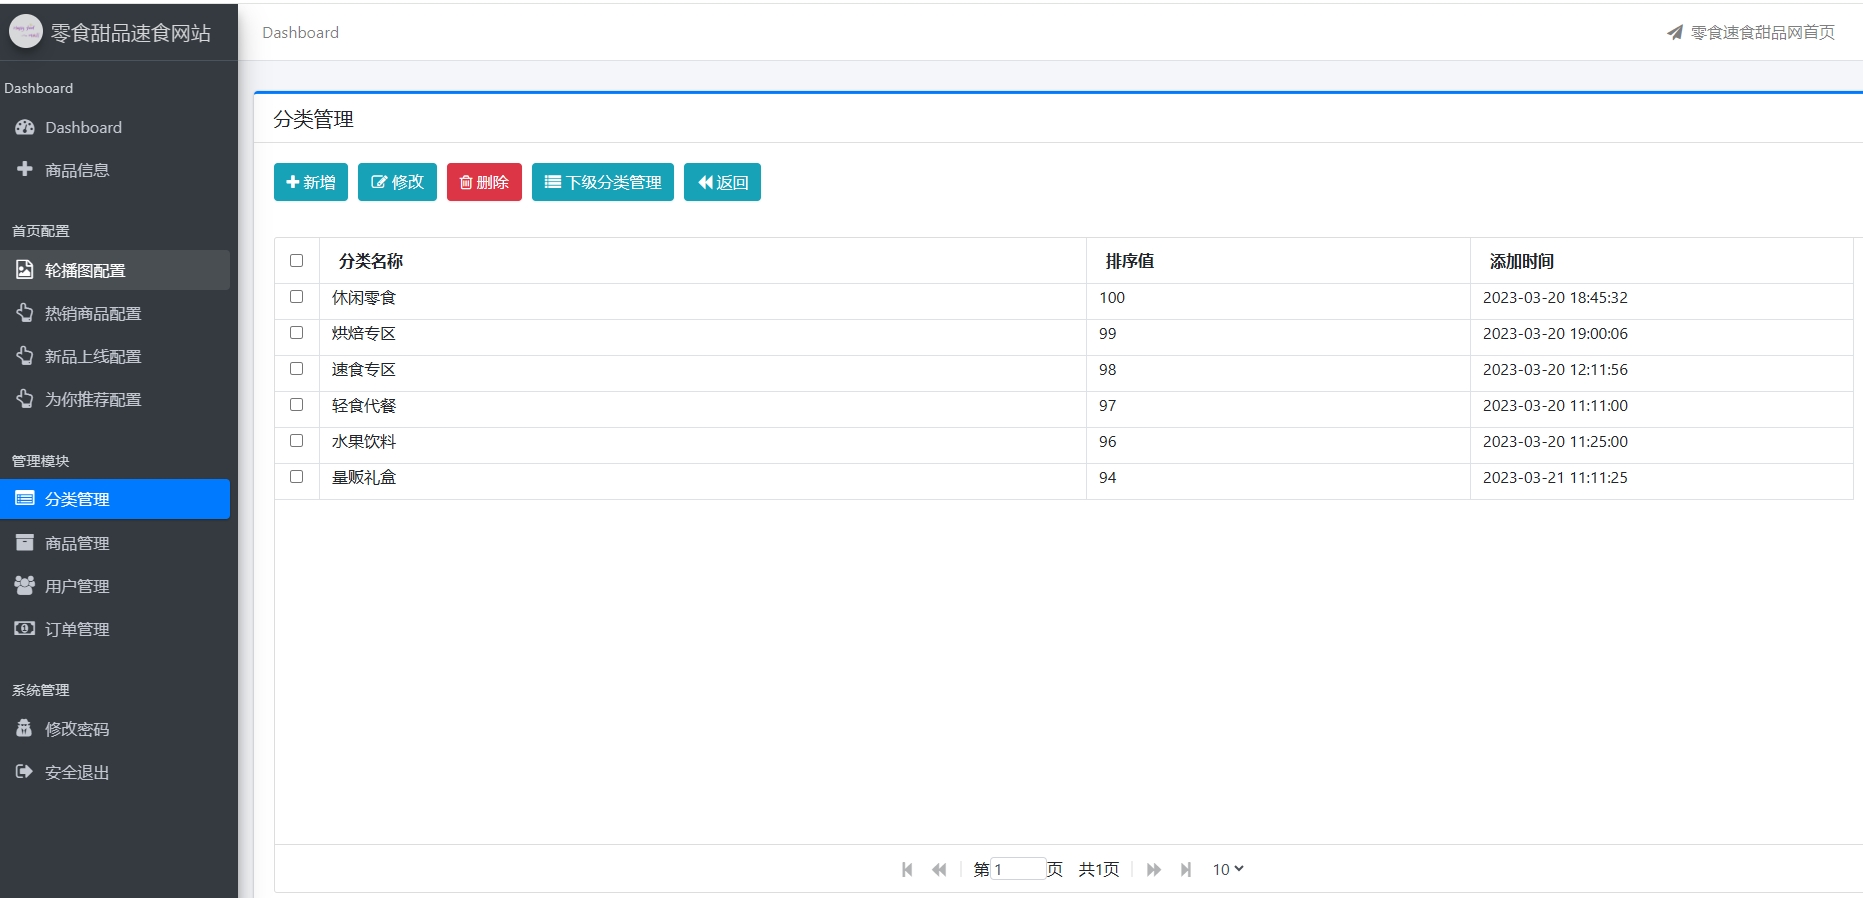 零食甜品速食网站
Dashboard
零食速食甜品网首页
Dashboard
Dashboard
商品信息
首页配置
轮播图配置
热销商品配置
新品上线配置
为你推荐配置
管理模块
分类管理
商品管理
用户管理
订单管理
系统管理
修改密码
安全退出
分类管理
新增 修改 删除 下级分类管理 返回
分类名称 排序值 添加时间
休闲零食 100 2023-03-20 18:45:32
烘焙专区 99 2023-03-20 19:00:06
速食专区 98 2023-03-20 12:11:56
轻食代餐 97 2023-03-20 11:11:00
水果饮料 96 2023-03-20 11:25:00
量贩礼盒 94 2023-03-21 11:11:25
第 1 页 共1页 10